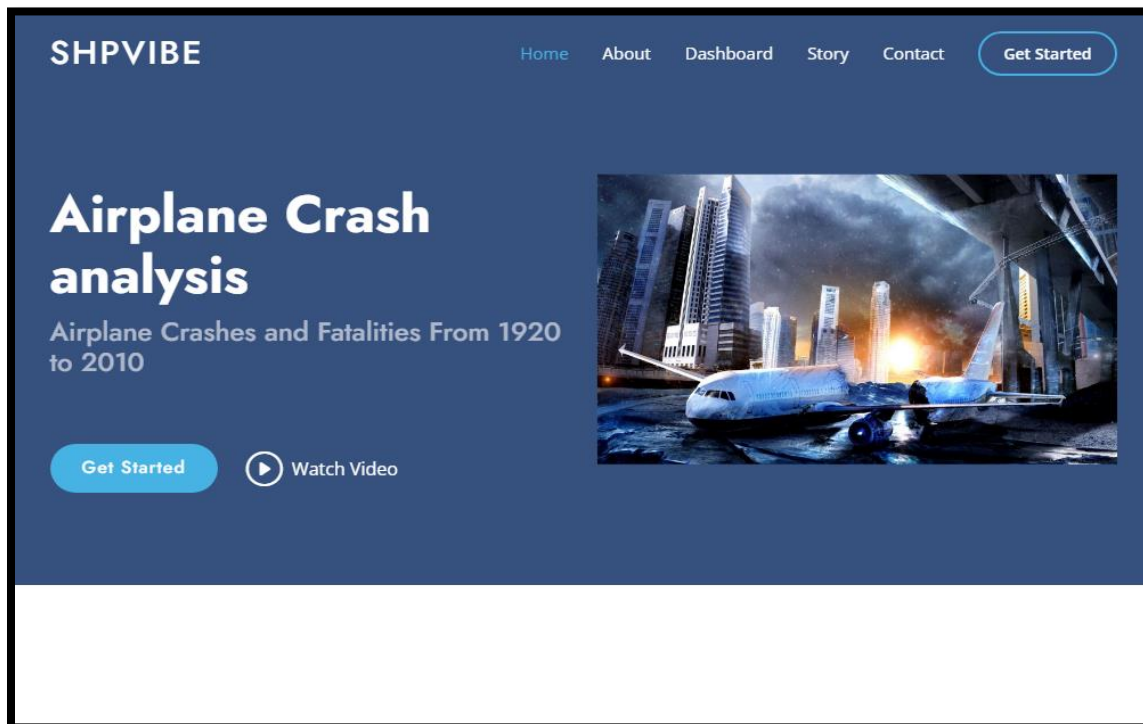 SHPVIBE
Home About Dashboard Story Contact Get Started
Airplane Crash
analysis
Airplane Crashes and Fatalities From 1920
to 2010
Get Started Watch Video